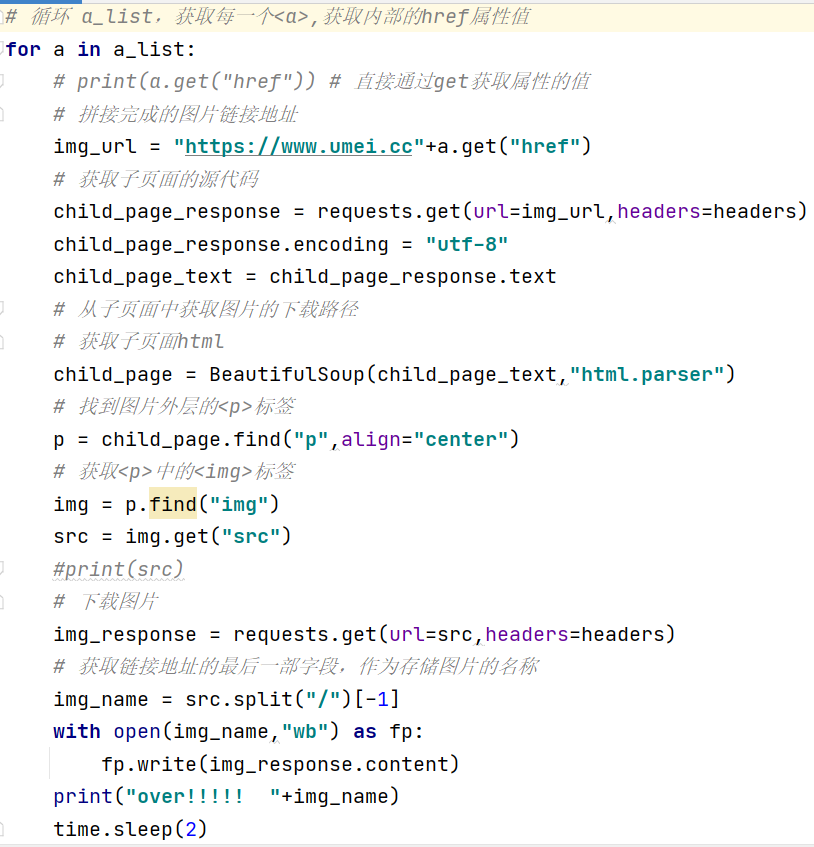 # 循环 a_list，获取每一个<a>,获取内部的href属性值
for a in a_list:
    # print(a.get("href")) # 直接通过get获取属性的值
    # 拼接完成的图片链接地址
    img_url = "https://www.umei.cc"+a.get("href")
    # 获取子页面的源代码
    child_page_response = requests.get(url=img_url,headers=headers)
    child_page_response.encoding = "utf-8"
    child_page_text = child_page_response.text
    # 从子页面中获取图片的下载路径
    # 获取子页面html
    child_page = BeautifulSoup(child_page_text,"html.parser")
    # 找到图片外层的<p>标签
    p = child_page.find("p",align="center")
    # 获取<p>中的<img>标签
    img = p.find("img")
    src = img.get("src")
    #print(src)
    # 下载图片
    img_response = requests.get(url=src,headers=headers)
    # 获取链接地址的最后一部字段，作为存储图片的名称
    img_name = src.split("/")[-1]
    with open(img_name,"wb") as fp:
        fp.write(img_response.content)
    print("over!!!!!  "+img_name)
    time.sleep(2)